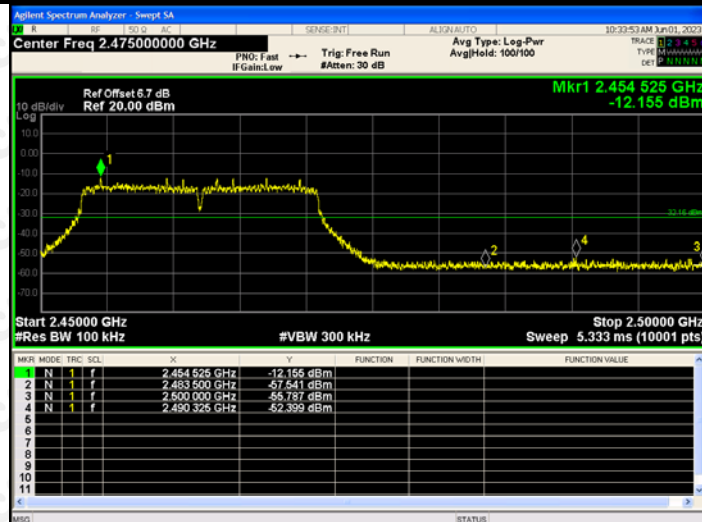 Agilent Spectrum Analyzer - Swept SA
R RF 50 Ω AC SENSE:INT ALIGN AUTO 10:33:53 AM Jun 01, 2023
Center Freq 2.475000000 GHz
PNO: Fast
IFGain:Low
Trig: Free Run
#Atten: 30 dB
Avg Type: Log-Pwr
Avg|Hold: 100/100
TRACE 1 2 3 4 5
TYPE M
DET P N N N N
Mkr1 2.454 525 GHz
-12.155 dBm
Ref Offset 6.7 dB
10 dB/div Ref 20.00 dBm
Log
10.0
0.00
-10.0
-20.0
-30.0
-40.0
-50.0
-60.0
-70.0
1
2
4
3
Start 2.45000 GHz Stop 2.50000 GHz
#Res BW 100 kHz #VBW 300 kHz Sweep 5.333 ms (10001 pts)
MKR MODE TRC SCL X Y FUNCTION FUNCTION WIDTH FUNCTION VALUE
1 N 1 f 2.454 525 GHz -12.155 dBm
2 N 1 f 2.483 500 GHz -57.541 dBm
3 N 1 f 2.500 000 GHz -55.787 dBm
4 N 1 f 2.490 325 GHz -52.399 dBm
5
6
7
8
9
10
11
MSG STATUS